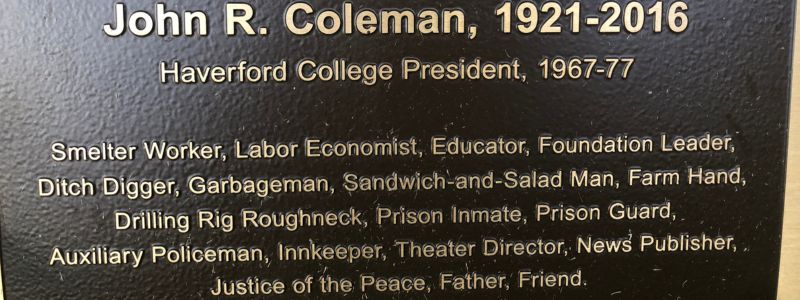 John R. Coleman, 1921-2016
Haverford College President, 1967-77
Smelter Worker, Labor Economist, Educator, Foundation Leader,
Ditch Digger, Garbageman, Sandwich-and-Salad Man, Farm Hand,
Drilling Rig Roughneck, Prison Inmate, Prison Guard,
Auxiliary Policeman, Innkeeper, Theater Director, News Publisher,
Justice of the Peace, Father, Friend.